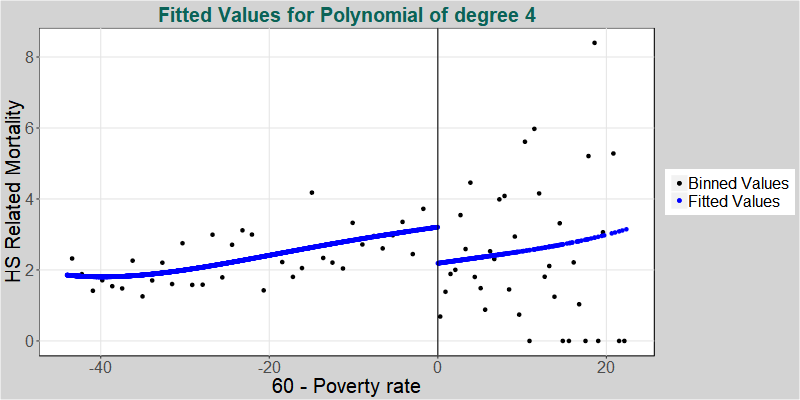 Fitted Values for Polynomial of degree 4
HS Related Mortality
8
6
4
2
0
-40
-20
0
20
60 - Poverty rate
Binned Values
Fitted Values